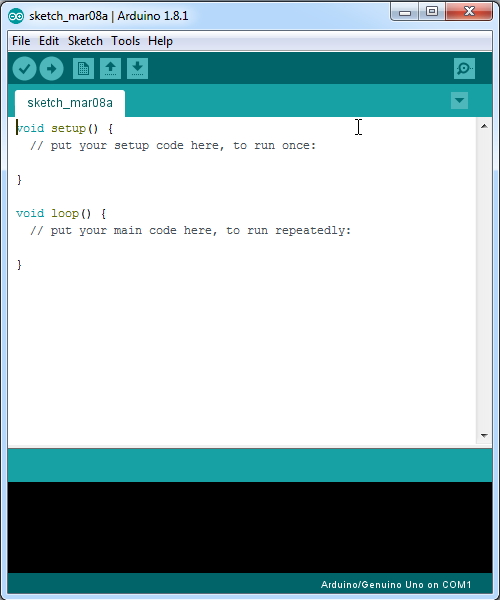 sketch_mar08a | Arduino 1.8.1
File Edit Sketch Tools Help
sketch_mar08a
void setup() {
  // put your setup code here, to run once:
}
void loop() {
  // put your main code here, to run repeatedly:
}
Arduino/Genuino Uno on COM1